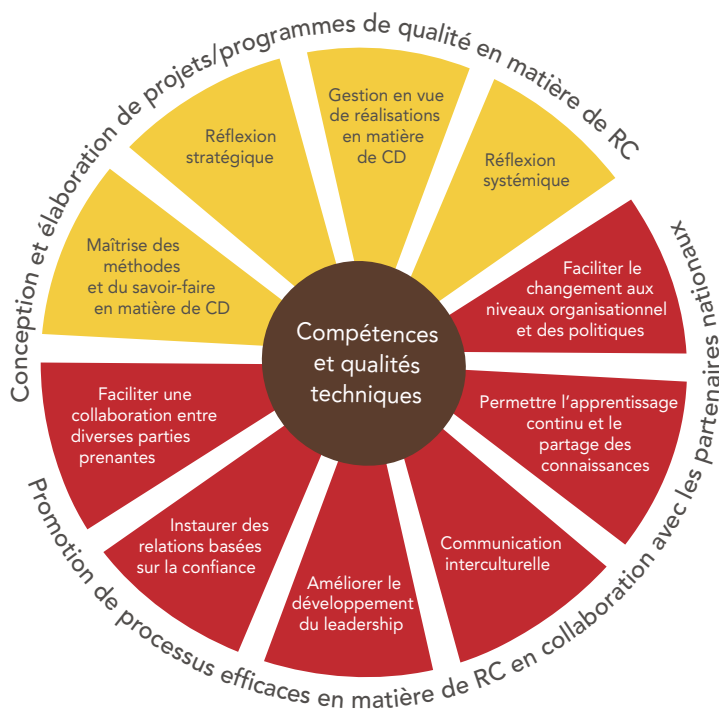 Conception et élaboration de projets/programmes de qualité en matière de RC
Maîtrise des
méthodes
et du savoir-faire
en matière de CD
Réflexion
stratégique
Gestion en vue
de réalisations
en matière
de CD
Réflexion
systémique
Compétences
et qualités
techniques
Faciliter le
changement aux
niveaux organisationnel
et des politiques
Permettre l’apprentissage
continu et le
partage des
connaissances
Communication
interculturelle
Améliorer le
développement
du leadership
Instaurer des
relations basées
sur la confiance
Faciliter une
collaboration entre
diverses parties
prenantes
Promotion de processus efficaces en matière de RC en collaboration avec les partenaires nationaux